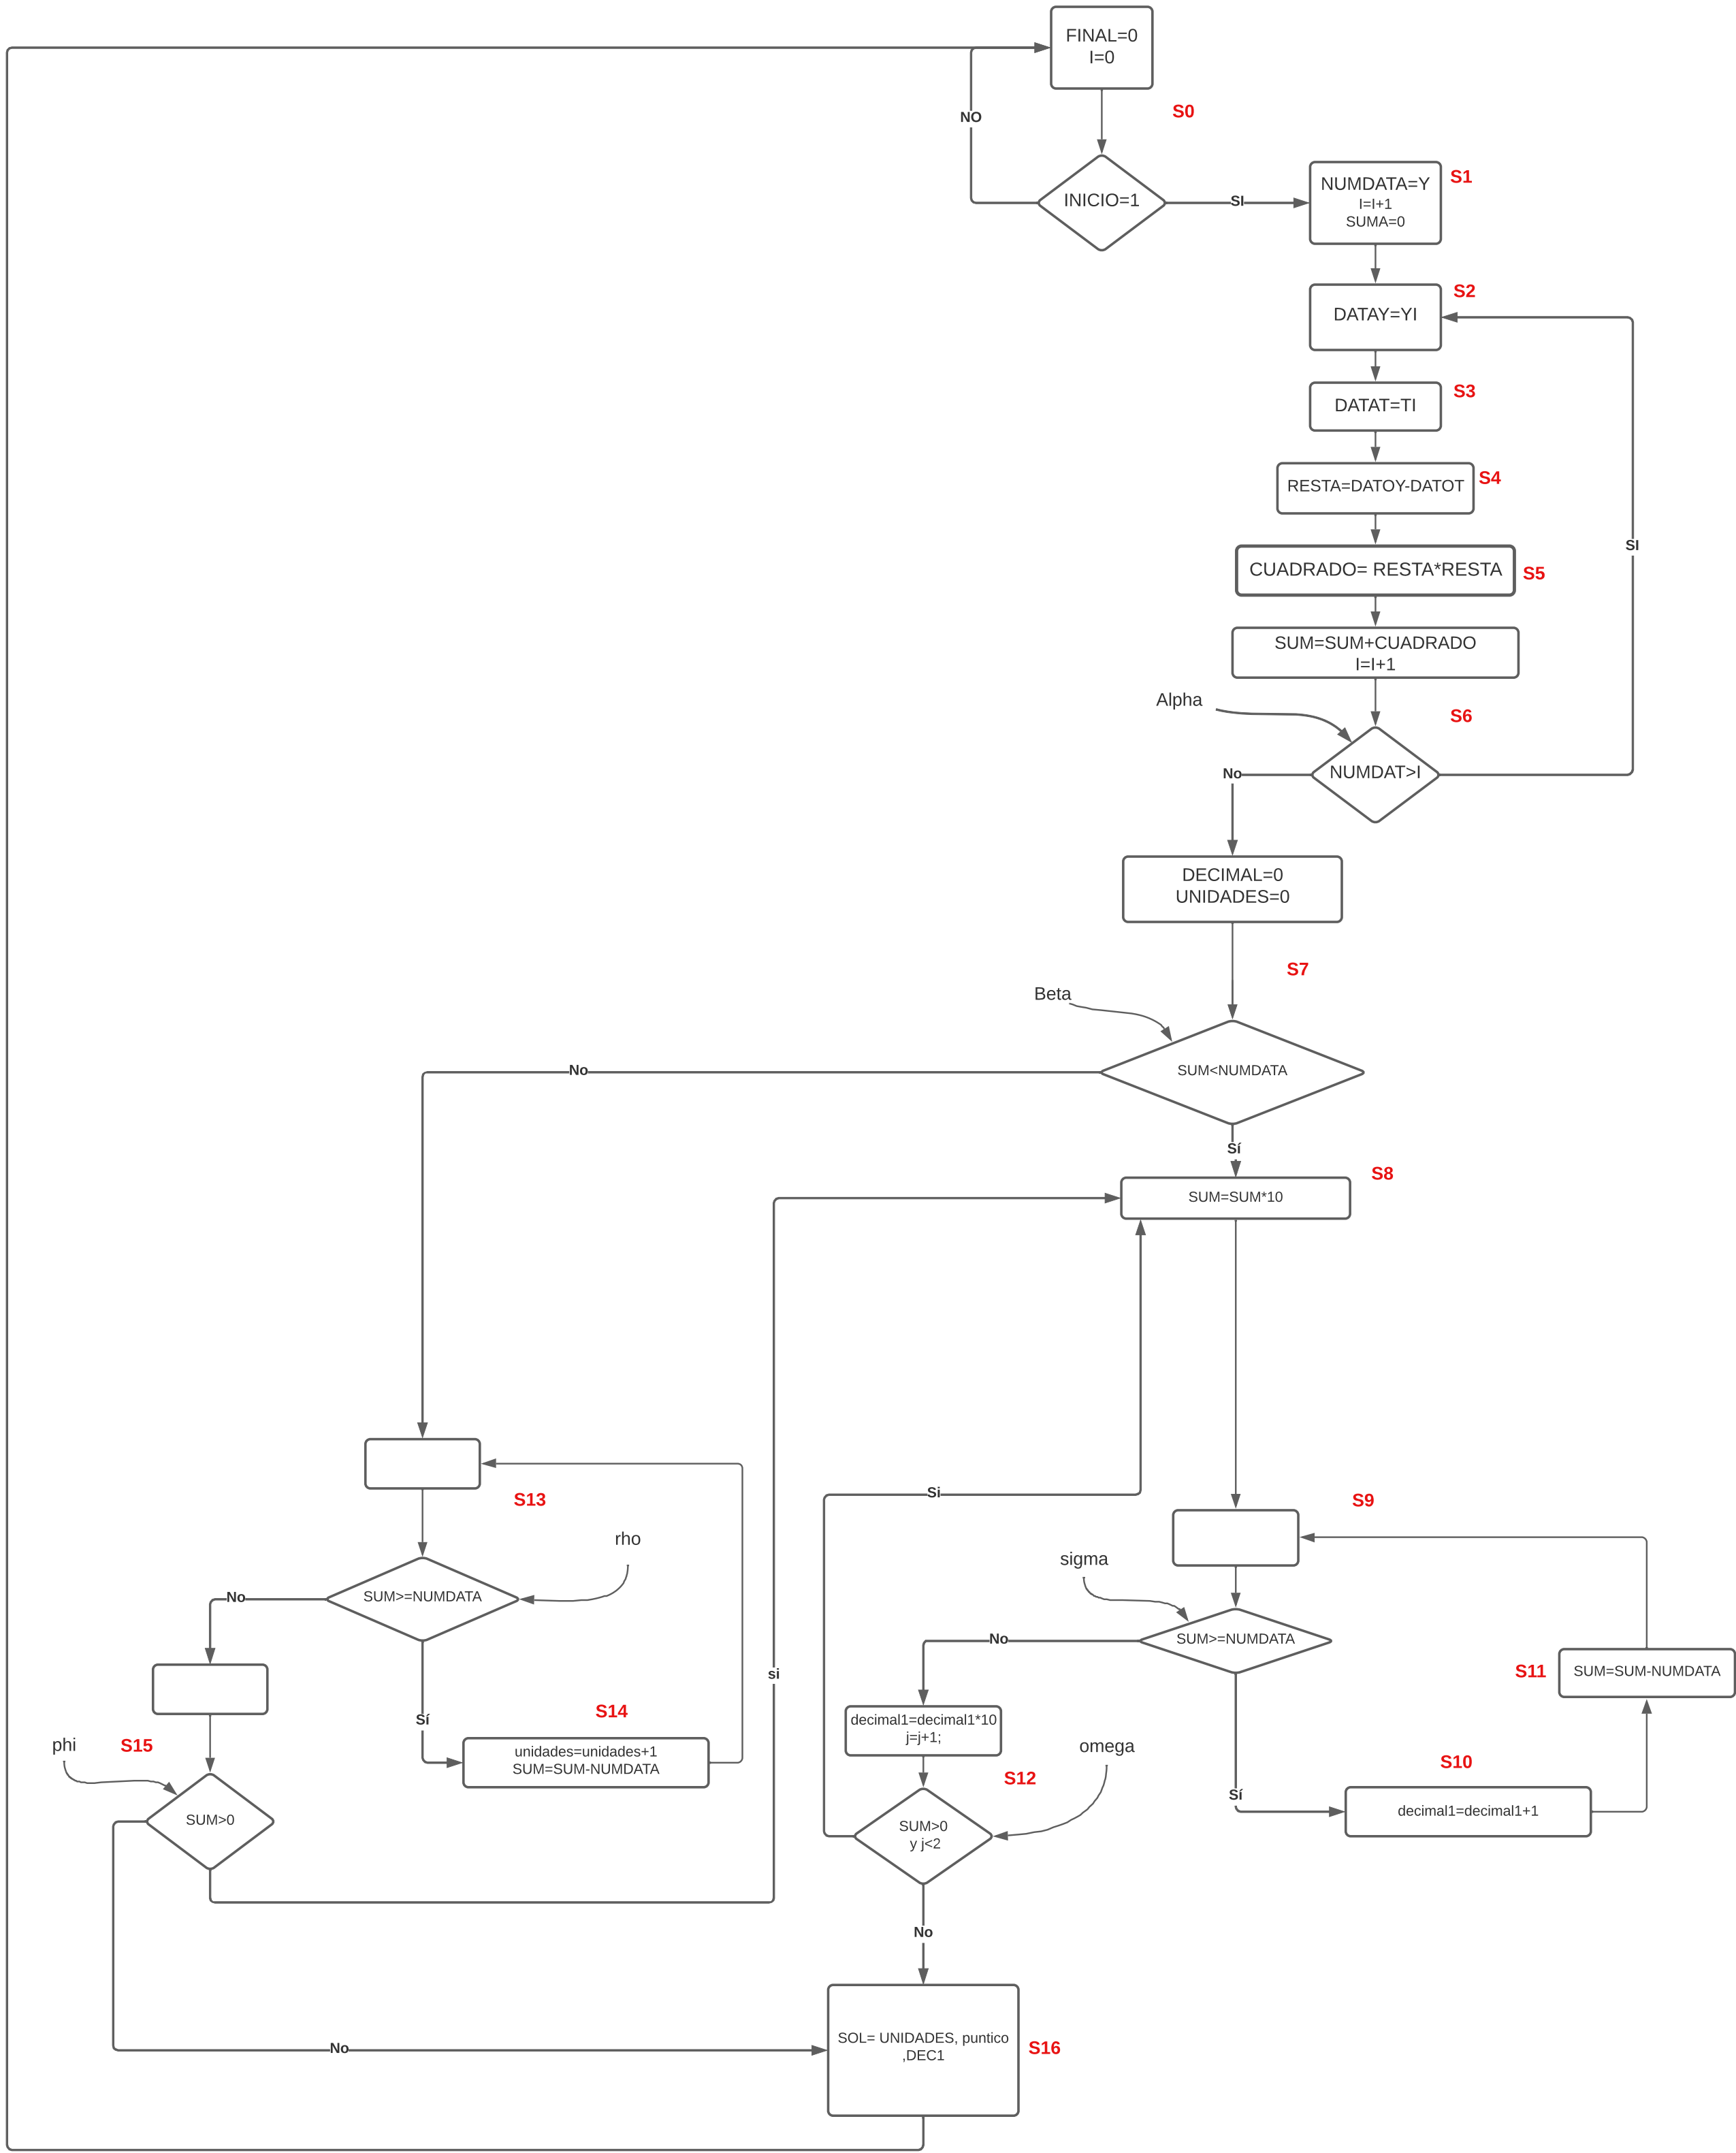 FINAL=0
I=0
S0
NO
INICIO=1
SI
NUMDATA=Y
I=I+1
SUMA=0
S1
DATAY=YI
S2
DATAT=TI
S3
RESTA=DATOY-DATOT
S4
CUADRADO= RESTA*RESTA
S5
SI
SUM=SUM+CUADRADO
I=I+1
Alpha
S6
NUMDAT>I
No
DECIMAL=0
UNIDADES=0
S7
Beta
SUM<NUMDATA
No
Sí
S8
SUM=SUM*10
Si
S13
S9
rho
sigma
SUM>=NUMDATA
No
SUM>=NUMDATA
No
si
S11
SUM=SUM-NUMDATA
Sí
S14
decimal1=decimal1*10
j=j+1;
phi
S15
unidades=unidades+1
SUM=SUM-NUMDATA
omega
S12
S10
Sí
decimal1=decimal1+1
SUM>0
SUM>0
y j<2
No
No
SOL= UNIDADES, puntico
,DEC1
S16